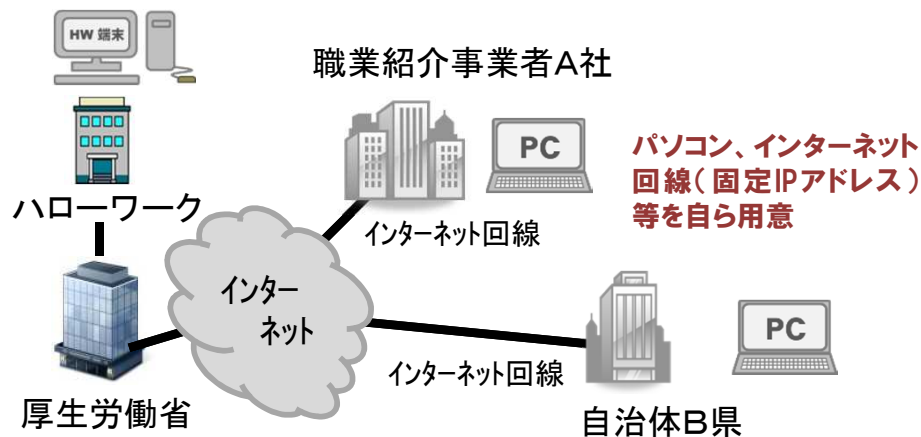 HW 端末
職業紹介事業者A社
PC
パソコン、インターネット
回線(固定IPアドレス)
等を自ら用意
ハローワーク
インターネット回線
インター
ネット
PC
インターネット回線
厚生労働省
自治体B県